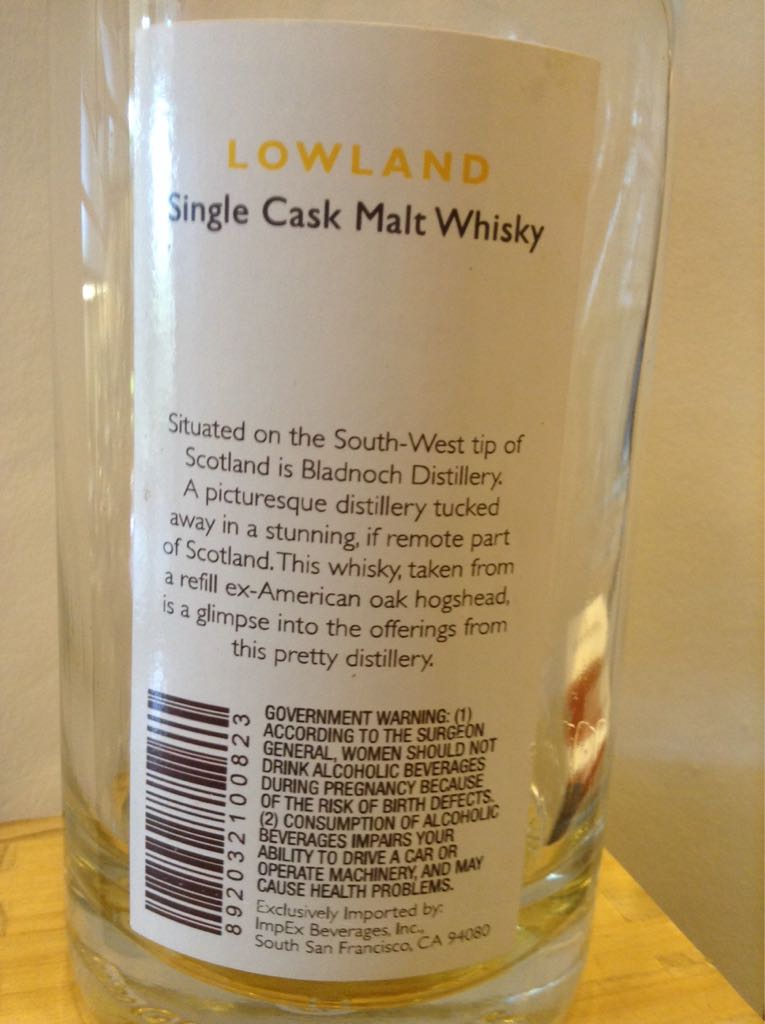 LOWLAND
Single Cask Malt Whisky
Situated on the South-West tip of
Scotland is Bladnoch Distillery.
A picturesque distillery tucked
away in a stunning, if remote part
of Scotland. This whisky, taken from
a refill ex-American oak hogshead,
is a glimpse into the offerings from
this pretty distillery.
892032100823
GOVERNMENT WARNING: (1)
ACCORDING TO THE SURGEON
GENERAL, WOMEN SHOULD NOT
DRINK ALCOHOLIC BEVERAGES
DURING PREGNANCY BECAUSE
OF THE RISK OF BIRTH DEFECTS.
(2) CONSUMPTION OF ALCOHOLIC
BEVERAGES IMPAIRS YOUR
ABILITY TO DRIVE A CAR OR
OPERATE MACHINERY, AND MAY
CAUSE HEALTH PROBLEMS.
Exclusively Imported by:
ImpEx Beverages, Inc.,
South San Francisco, CA 94080